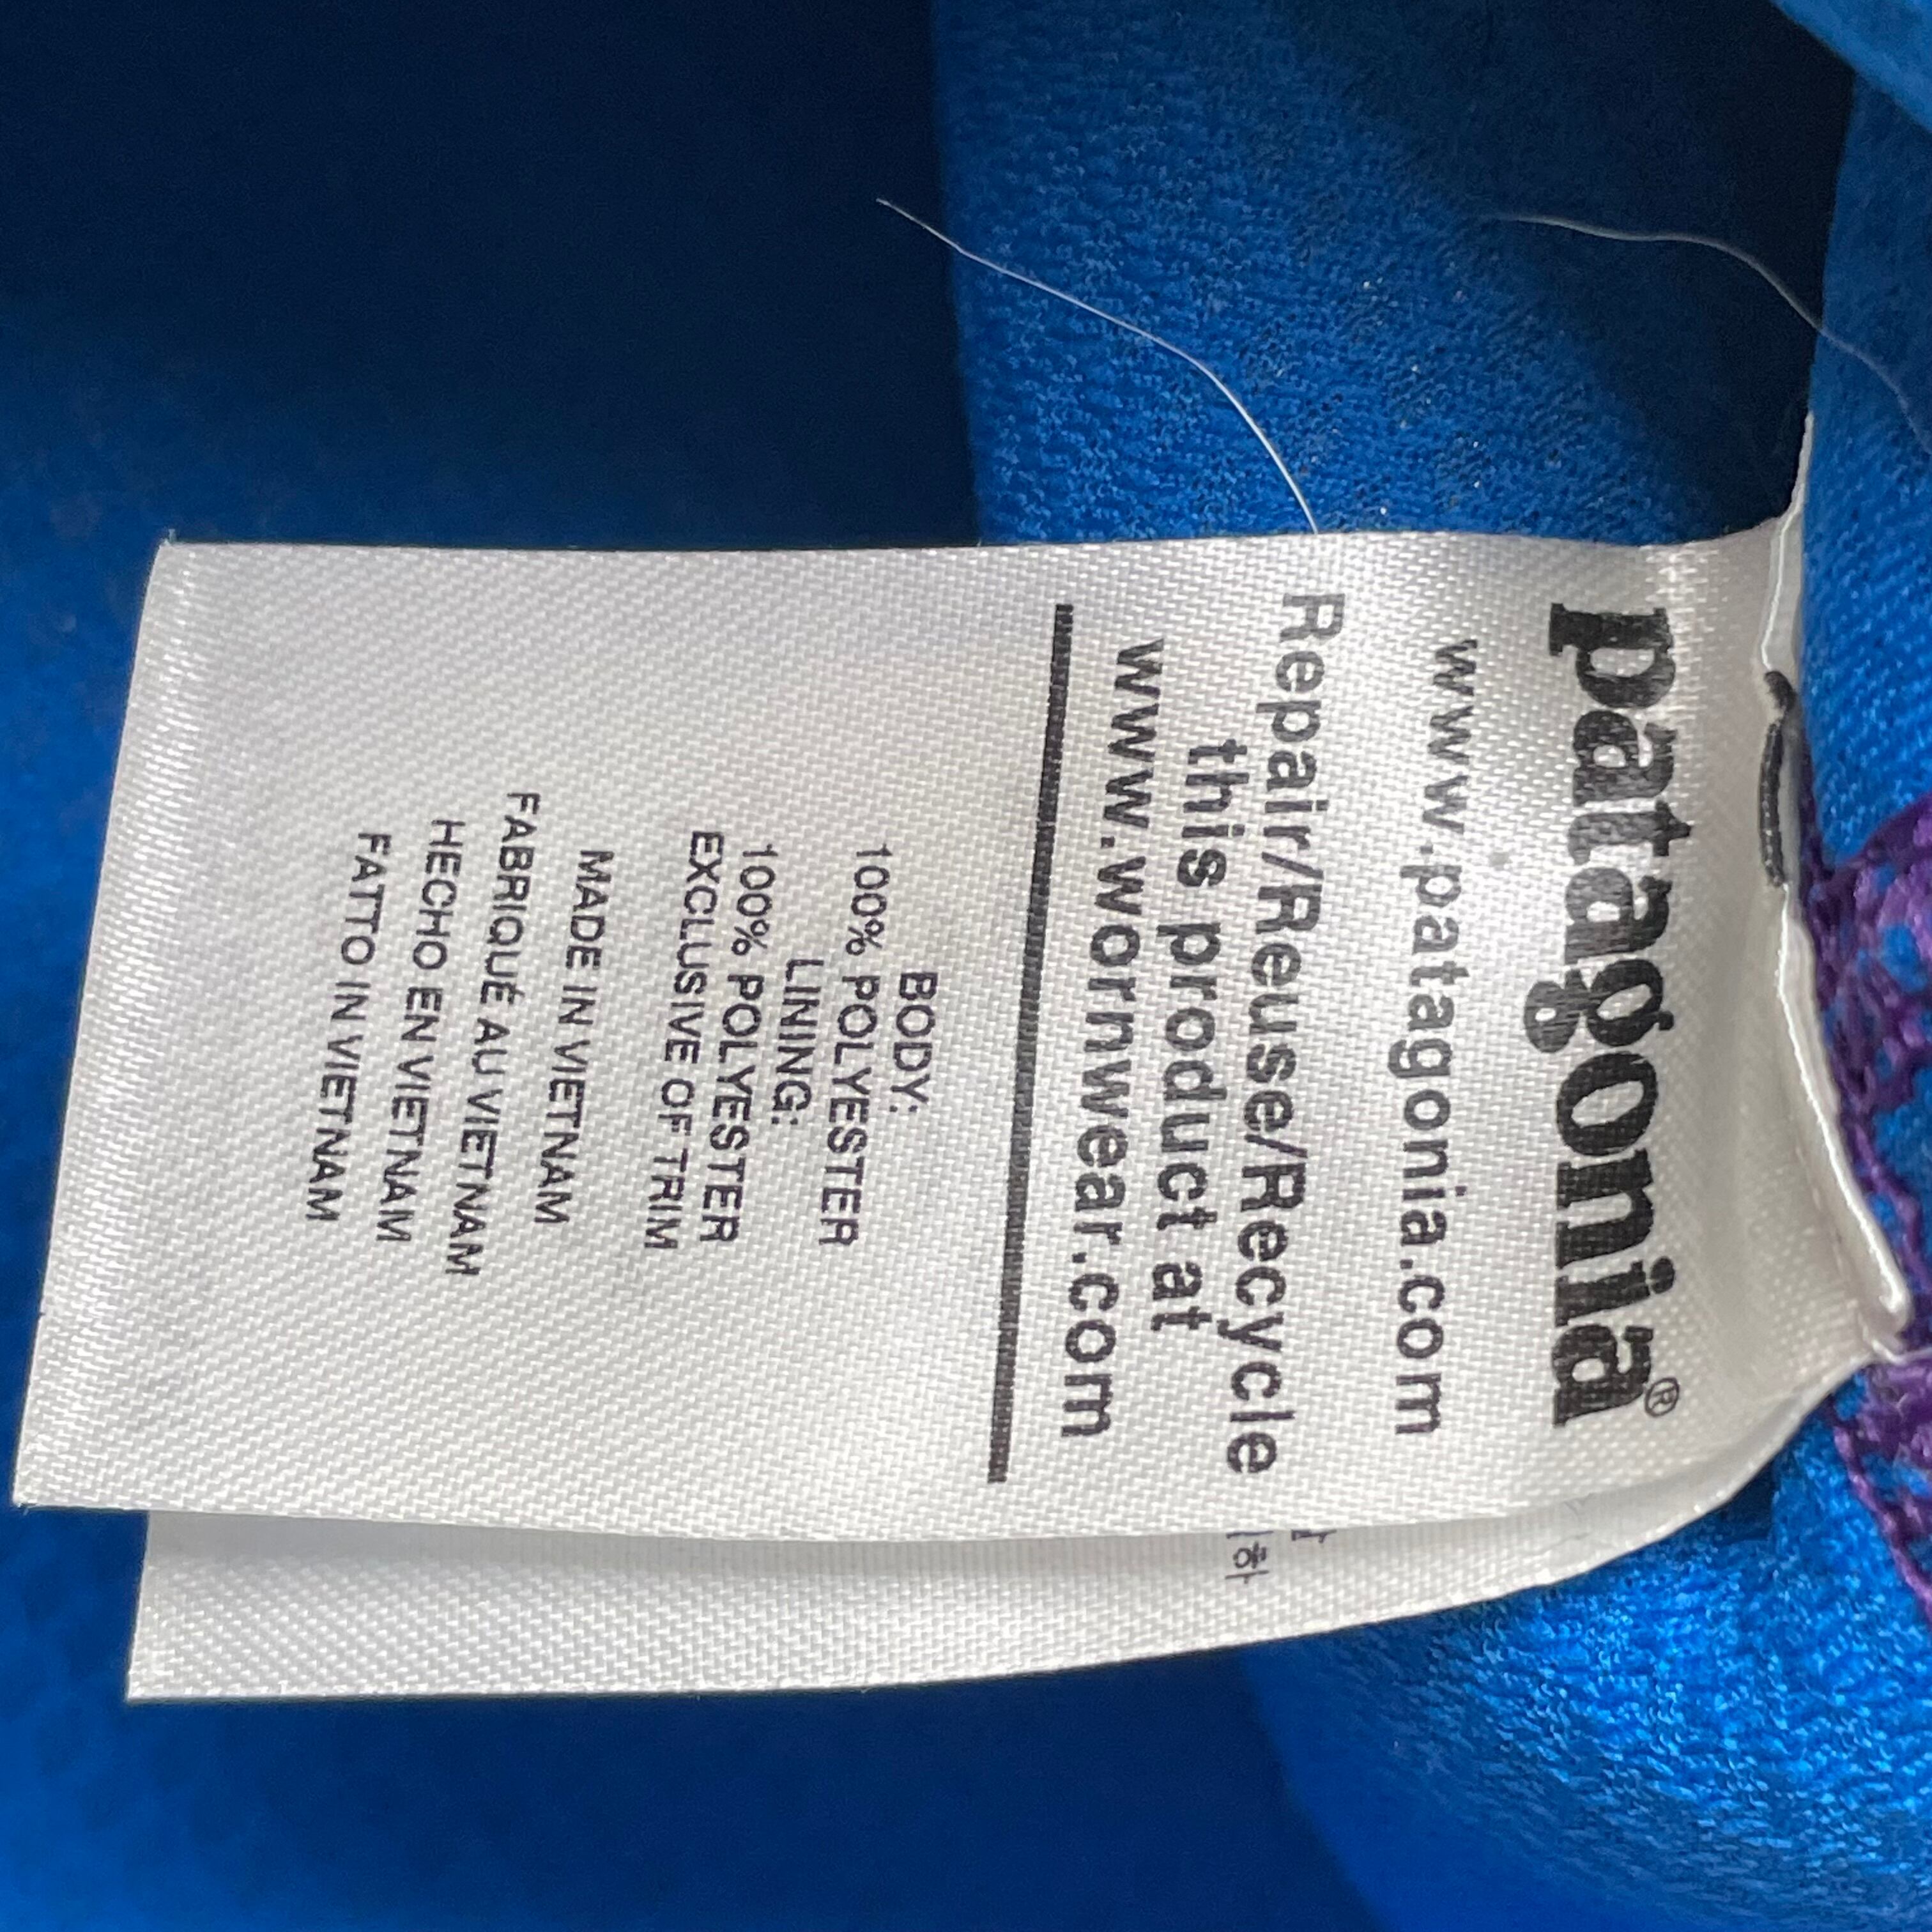 patagonia®
www.patagonia.com
Repair/Reuse/Recycle
this product at
www.wornwear.com
BODY:
100% POLYESTER
LINING:
100% POLYESTER
EXCLUSIVE OF TRIM
MADE IN VIETNAM
FABRIQUÉ AU VIETNAM
HECHO EN VIETNAM
FATTO IN VIETNAM